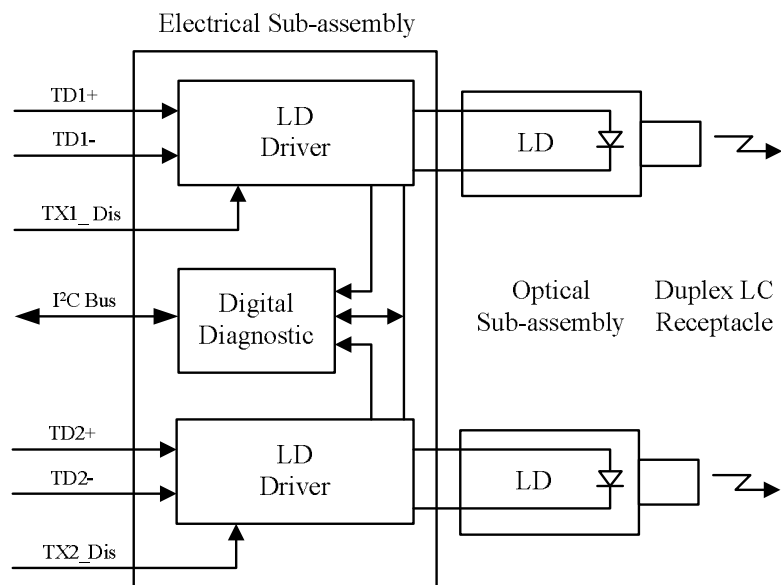 Electrical Sub-assembly
TD1+
TD1-
TX1_Dis
LD
Driver
LD
I²C Bus
Digital
Diagnostic
Optical
Sub-assembly
Duplex LC
Receptacle
TD2+
TD2-
TX2_Dis
LD
Driver
LD